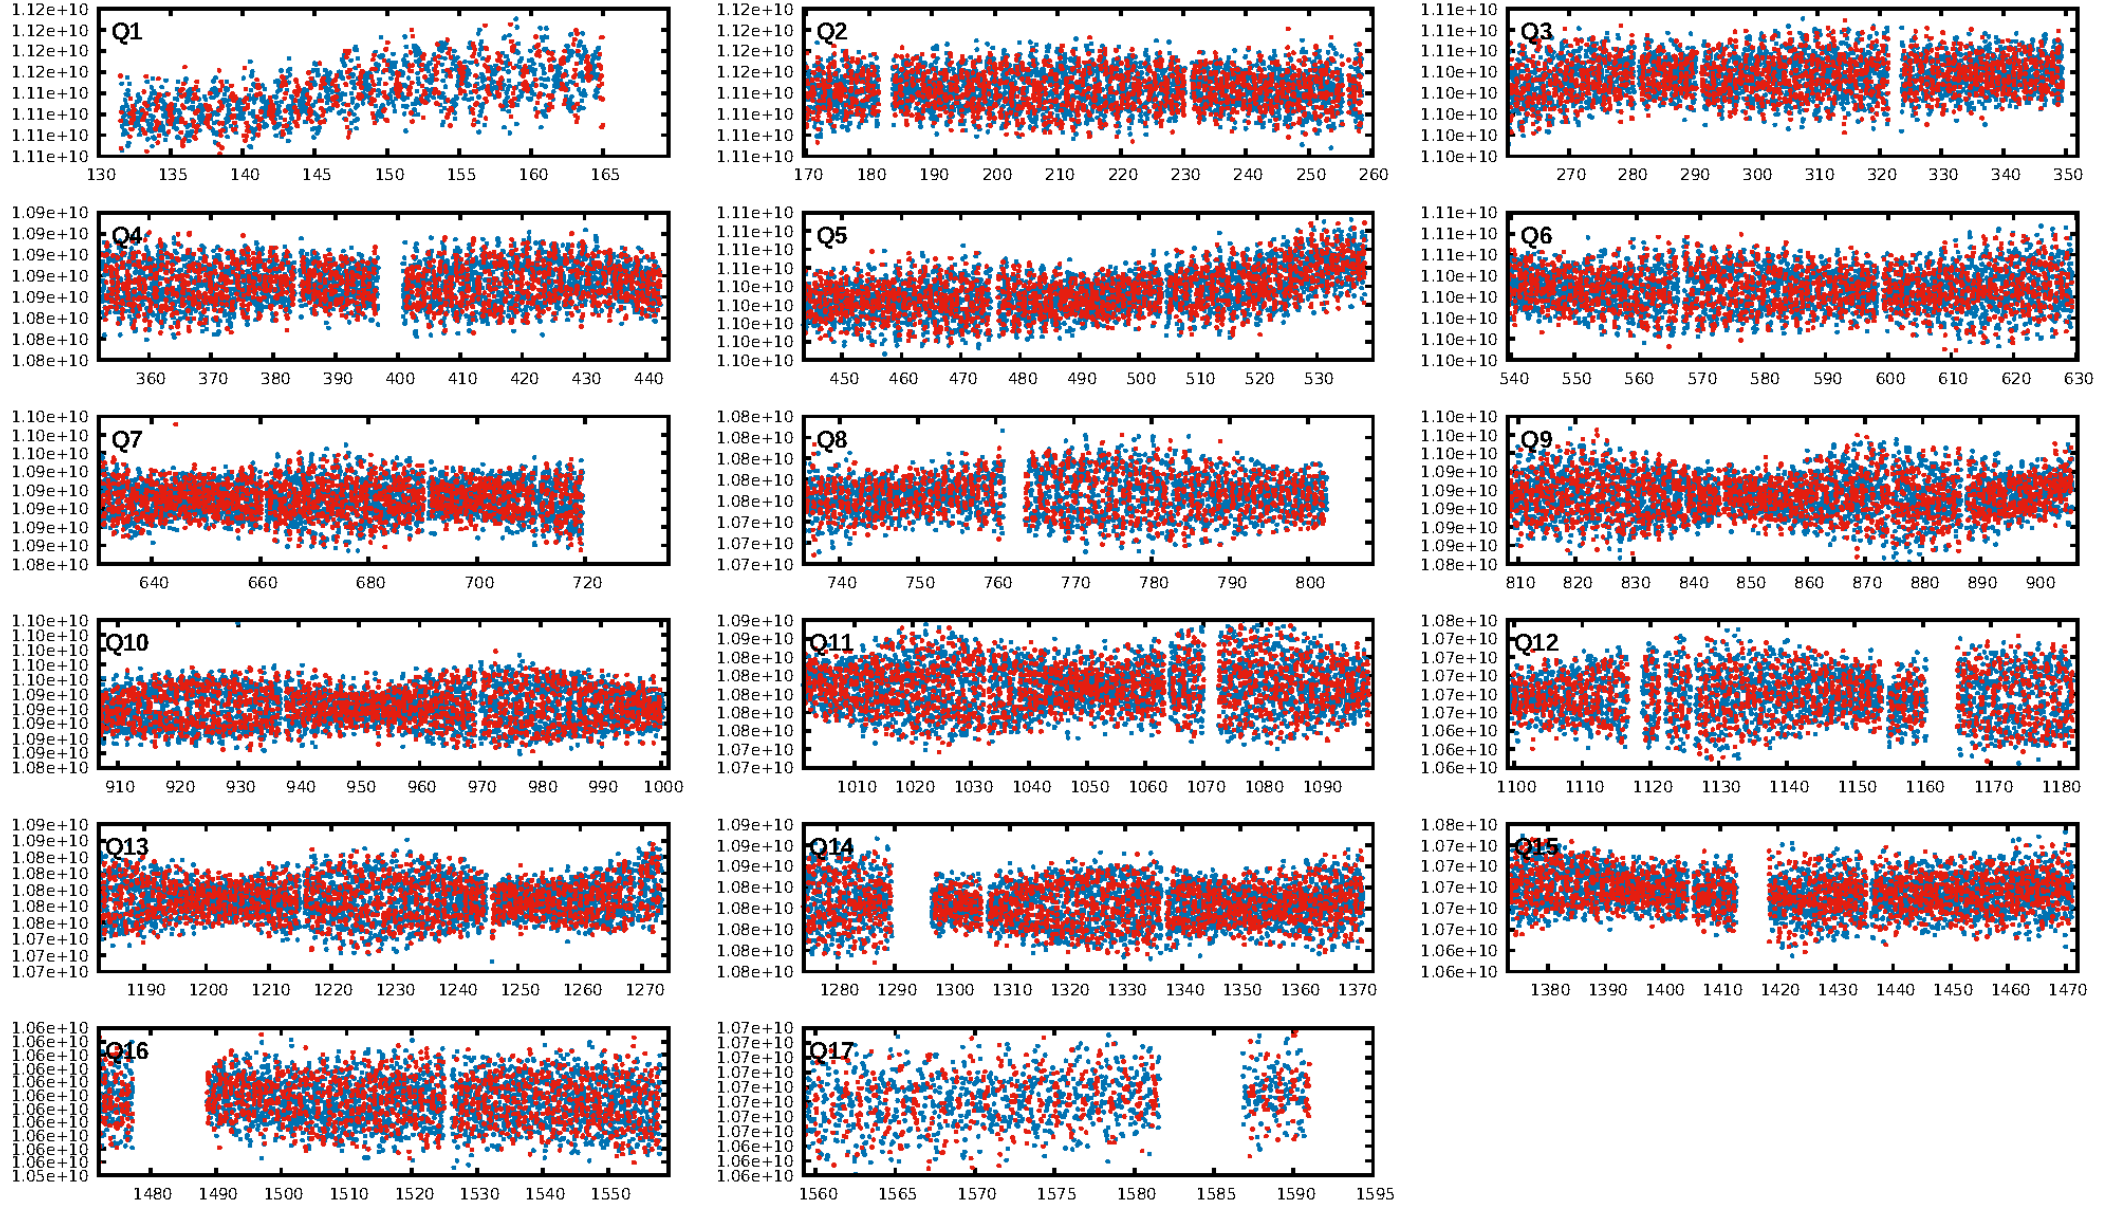 Q1
1.12e+10
1.12e+10
1.12e+10
1.12e+10
1.11e+10
1.11e+10
1.11e+10
1.11e+10
130 135 140 145 150 155 160 165
Q2
1.12e+10
1.12e+10
1.12e+10
1.12e+10
1.11e+10
1.11e+10
1.11e+10
1.11e+10
170 180 190 200 210 220 230 240 250 260
Q3
1.11e+10
1.11e+10
1.11e+10
1.10e+10
1.10e+10
1.10e+10
1.10e+10
1.10e+10
270 280 290 300 310 320 330 340 350
Q4
1.09e+10
1.09e+10
1.09e+10
1.09e+10
1.09e+10
1.08e+10
1.08e+10
1.08e+10
360 370 380 390 400 410 420 430 440
Q5
1.11e+10
1.11e+10
1.11e+10
1.11e+10
1.10e+10
1.10e+10
1.10e+10
1.10e+10
1.10e+10
450 460 470 480 490 500 510 520 530
Q6
1.11e+10
1.11e+10
1.11e+10
1.10e+10
1.10e+10
1.10e+10
1.10e+10
1.10e+10
540 550 560 570 580 590 600 610 620 630
Q7
1.10e+10
1.10e+10
1.10e+10
1.09e+10
1.09e+10
1.09e+10
1.09e+10
1.09e+10
1.08e+10
640 660 680 700 720
Q8
1.08e+10
1.08e+10
1.08e+10
1.08e+10
1.08e+10
1.07e+10
1.07e+10
1.07e+10
740 750 760 770 780 790 800
Q9
1.10e+10
1.10e+10
1.10e+10
1.09e+10
1.09e+10
1.09e+10
1.09e+10
1.09e+10
1.08e+10
810 820 830 840 850 860 870 880 890 900
Q10
1.10e+10
1.10e+10
1.10e+10
1.10e+10
1.10e+10
1.09e+10
1.09e+10
1.09e+10
1.09e+10
1.09e+10
1.08e+10
910 920 930 940 950 960 970 980 990 1000
Q11
1.09e+10
1.09e+10
1.08e+10
1.08e+10
1.08e+10
1.08e+10
1.08e+10
1.07e+10
1.07e+10
1010 1020 1030 1040 1050 1060 1070 1080 1090
Q12
1.08e+10
1.07e+10
1.07e+10
1.07e+10
1.07e+10
1.07e+10
1.06e+10
1.06e+10
1.06e+10
1100 1110 1120 1130 1140 1150 1160 1170 1180
Q13
1.09e+10
1.09e+10
1.08e+10
1.08e+10
1.08e+10
1.08e+10
1.08e+10
1.07e+10
1.07e+10
1.07e+10
1190 1200 1210 1220 1230 1240 1250 1260 1270
Q14
1.09e+10
1.09e+10
1.09e+10
1.08e+10
1.08e+10
1.08e+10
1.08e+10
1.08e+10
1280 1290 1300 1310 1320 1330 1340 1350 1360 1370
Q15
1.08e+10
1.07e+10
1.07e+10
1.07e+10
1.07e+10
1.07e+10
1.06e+10
1.06e+10
1380 1390 1400 1410 1420 1430 1440 1450 1460 1470
Q16
1.06e+10
1.06e+10
1.06e+10
1.06e+10
1.06e+10
1.06e+10
1.06e+10
1.06e+10
1.06e+10
1.06e+10
1.05e+10
1.05e+10
1480 1490 1500 1510 1520 1530 1540 1550
Q17
1.07e+10
1.07e+10
1.07e+10
1.07e+10
1.07e+10
1.07e+10
1.07e+10
1.07e+10
1.06e+10
1.06e+10
1.06e+10
1560 1565 1570 1575 1580 1585 1590 1595